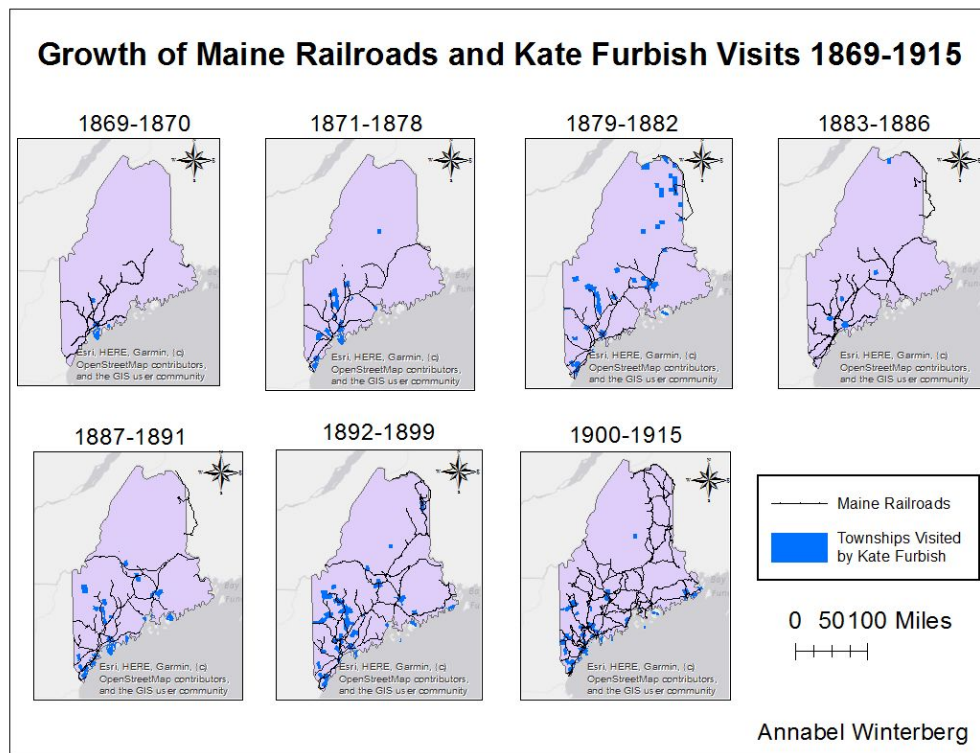 Growth of Maine Railroads and Kate Furbish Visits 1869-1915
1869-1870
1871-1878
1879-1882
1883-1886
N
W
E
S
N
W
E
S
N
W
E
S
N
W
E
S
Esri, HERE, Garmin, (c)
OpenStreetMap contributors,
and the GIS user community
Esri, HERE, Garmin, (c)
OpenStreetMap contributors,
and the GIS user community
Esri, HERE, Garmin, (c)
OpenStreetMap contributors,
and the GIS user community
Esri, HERE, Garmin, (c)
OpenStreetMap contributors,
and the GIS user community
1887-1891
1892-1899
1900-1915
N
W
E
S
N
W
E
S
N
W
E
S
Esri, HERE, Garmin, (c)
OpenStreetMap contributors,
and the GIS user community
Esri, HERE, Garmin, (c)
OpenStreetMap contributors,
and the GIS user community
Esri, HERE, Garmin, (c)
OpenStreetMap contributors,
and the GIS user community
Maine Railroads
Townships Visited
by Kate Furbish
0 50 100 Miles
Annabel Winterberg